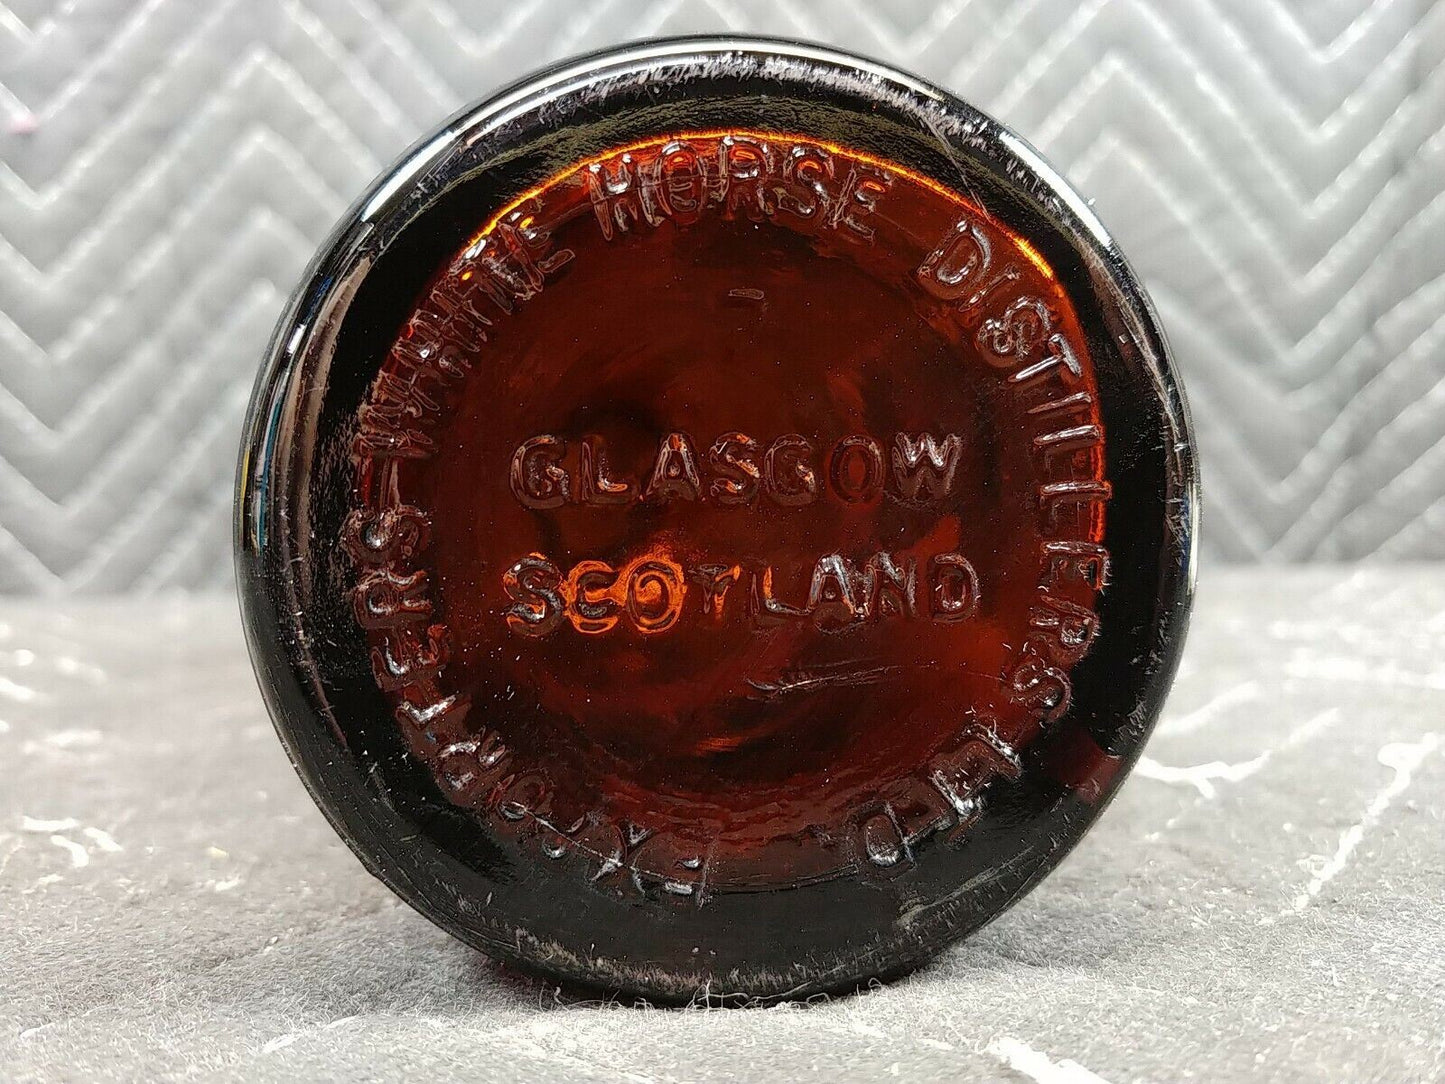 EXPORTERS - WHITE HORSE DISTILLERS LTD
GLASGOW
SCOTLAND